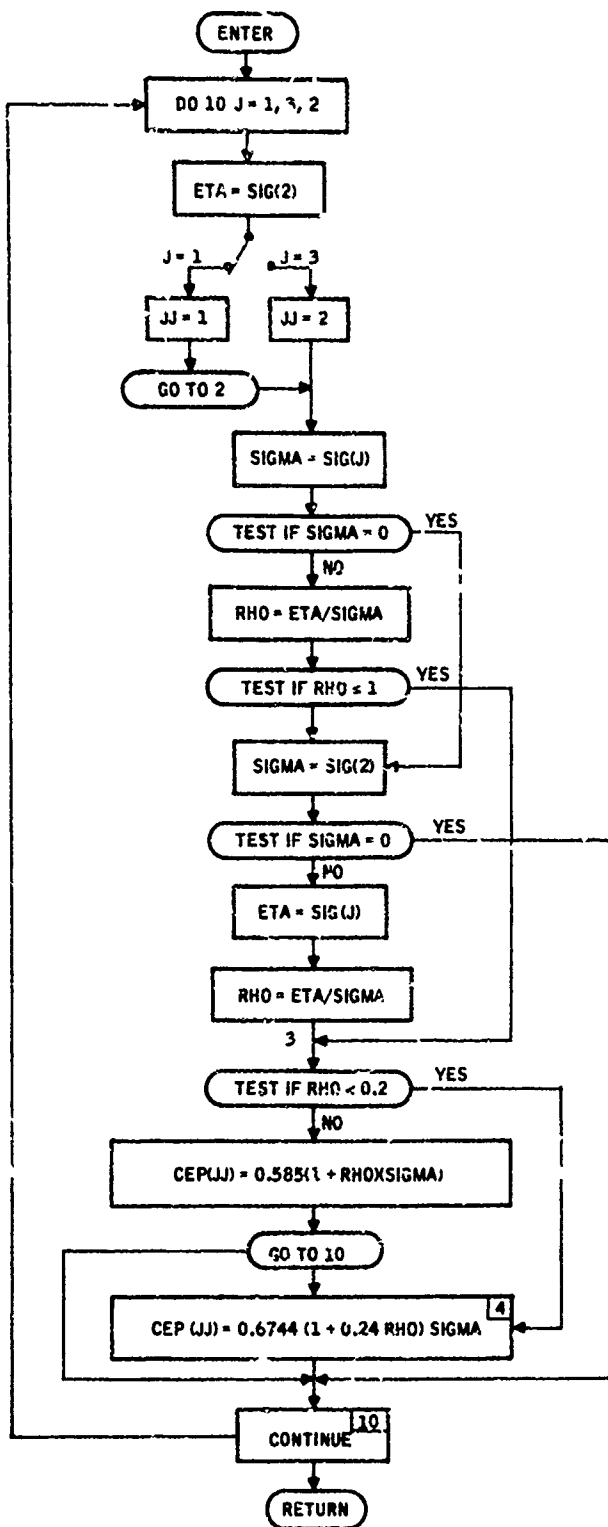 ENTER
DO 10 J = 1, 3, 2
ETA = SIG(2)
J = 1
J = 3
JJ = 1
JJ = 2
GO TO 2
SIGMA = SIG(J)
TEST IF SIGMA = 0
YES
NO
RHO = ETA/SIGMA
TEST IF RHO ≤ 1
YES
SIGMA = SIG(2)
TEST IF SIGMA = 0
YES
NO
ETA = SIG(J)
RHO = ETA/SIGMA
3
TEST IF RHO < 0.2
YES
NO
CEP(JJ) = 0.585(1 + RHOXSIGMA)
GO TO 10
4
CEP (JJ) = 0.6744 (1 + 0.24 RHO) SIGMA
10
CONTINUE
RETURN